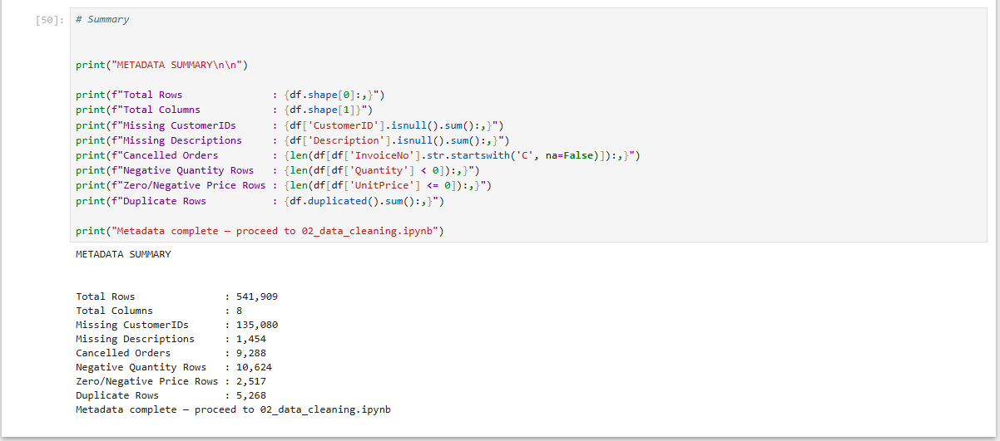 [50]: # Summary
print("METADATA SUMMARY\n\n")
print(f"Total Rows               : {df.shape[0]:,}")
print(f"Total Columns            : {df.shape[1]}")
print(f"Missing CustomerIDs      : {df['CustomerID'].isnull().sum():,}")
print(f"Missing Descriptions     : {df['Description'].isnull().sum():,}")
print(f"Cancelled Orders         : {len(df[df['InvoiceNo'].str.startswith('C', na=False)]):,}")
print(f"Negative Quantity Rows   : {len(df[df['Quantity'] < 0]):,}")
print(f"Zero/Negative Price Rows : {len(df[df['UnitPrice'] <= 0]):,}")
print(f"Duplicate Rows           : {df.duplicated().sum():,}")
print("Metadata complete — proceed to 02_data_cleaning.ipynb")
METADATA SUMMARY
Total Rows               : 541,909
Total Columns            : 8
Missing CustomerIDs      : 135,080
Missing Descriptions     : 1,454
Cancelled Orders         : 9,288
Negative Quantity Rows   : 10,624
Zero/Negative Price Rows : 2,517
Duplicate Rows           : 5,268
Metadata complete — proceed to 02_data_cleaning.ipynb